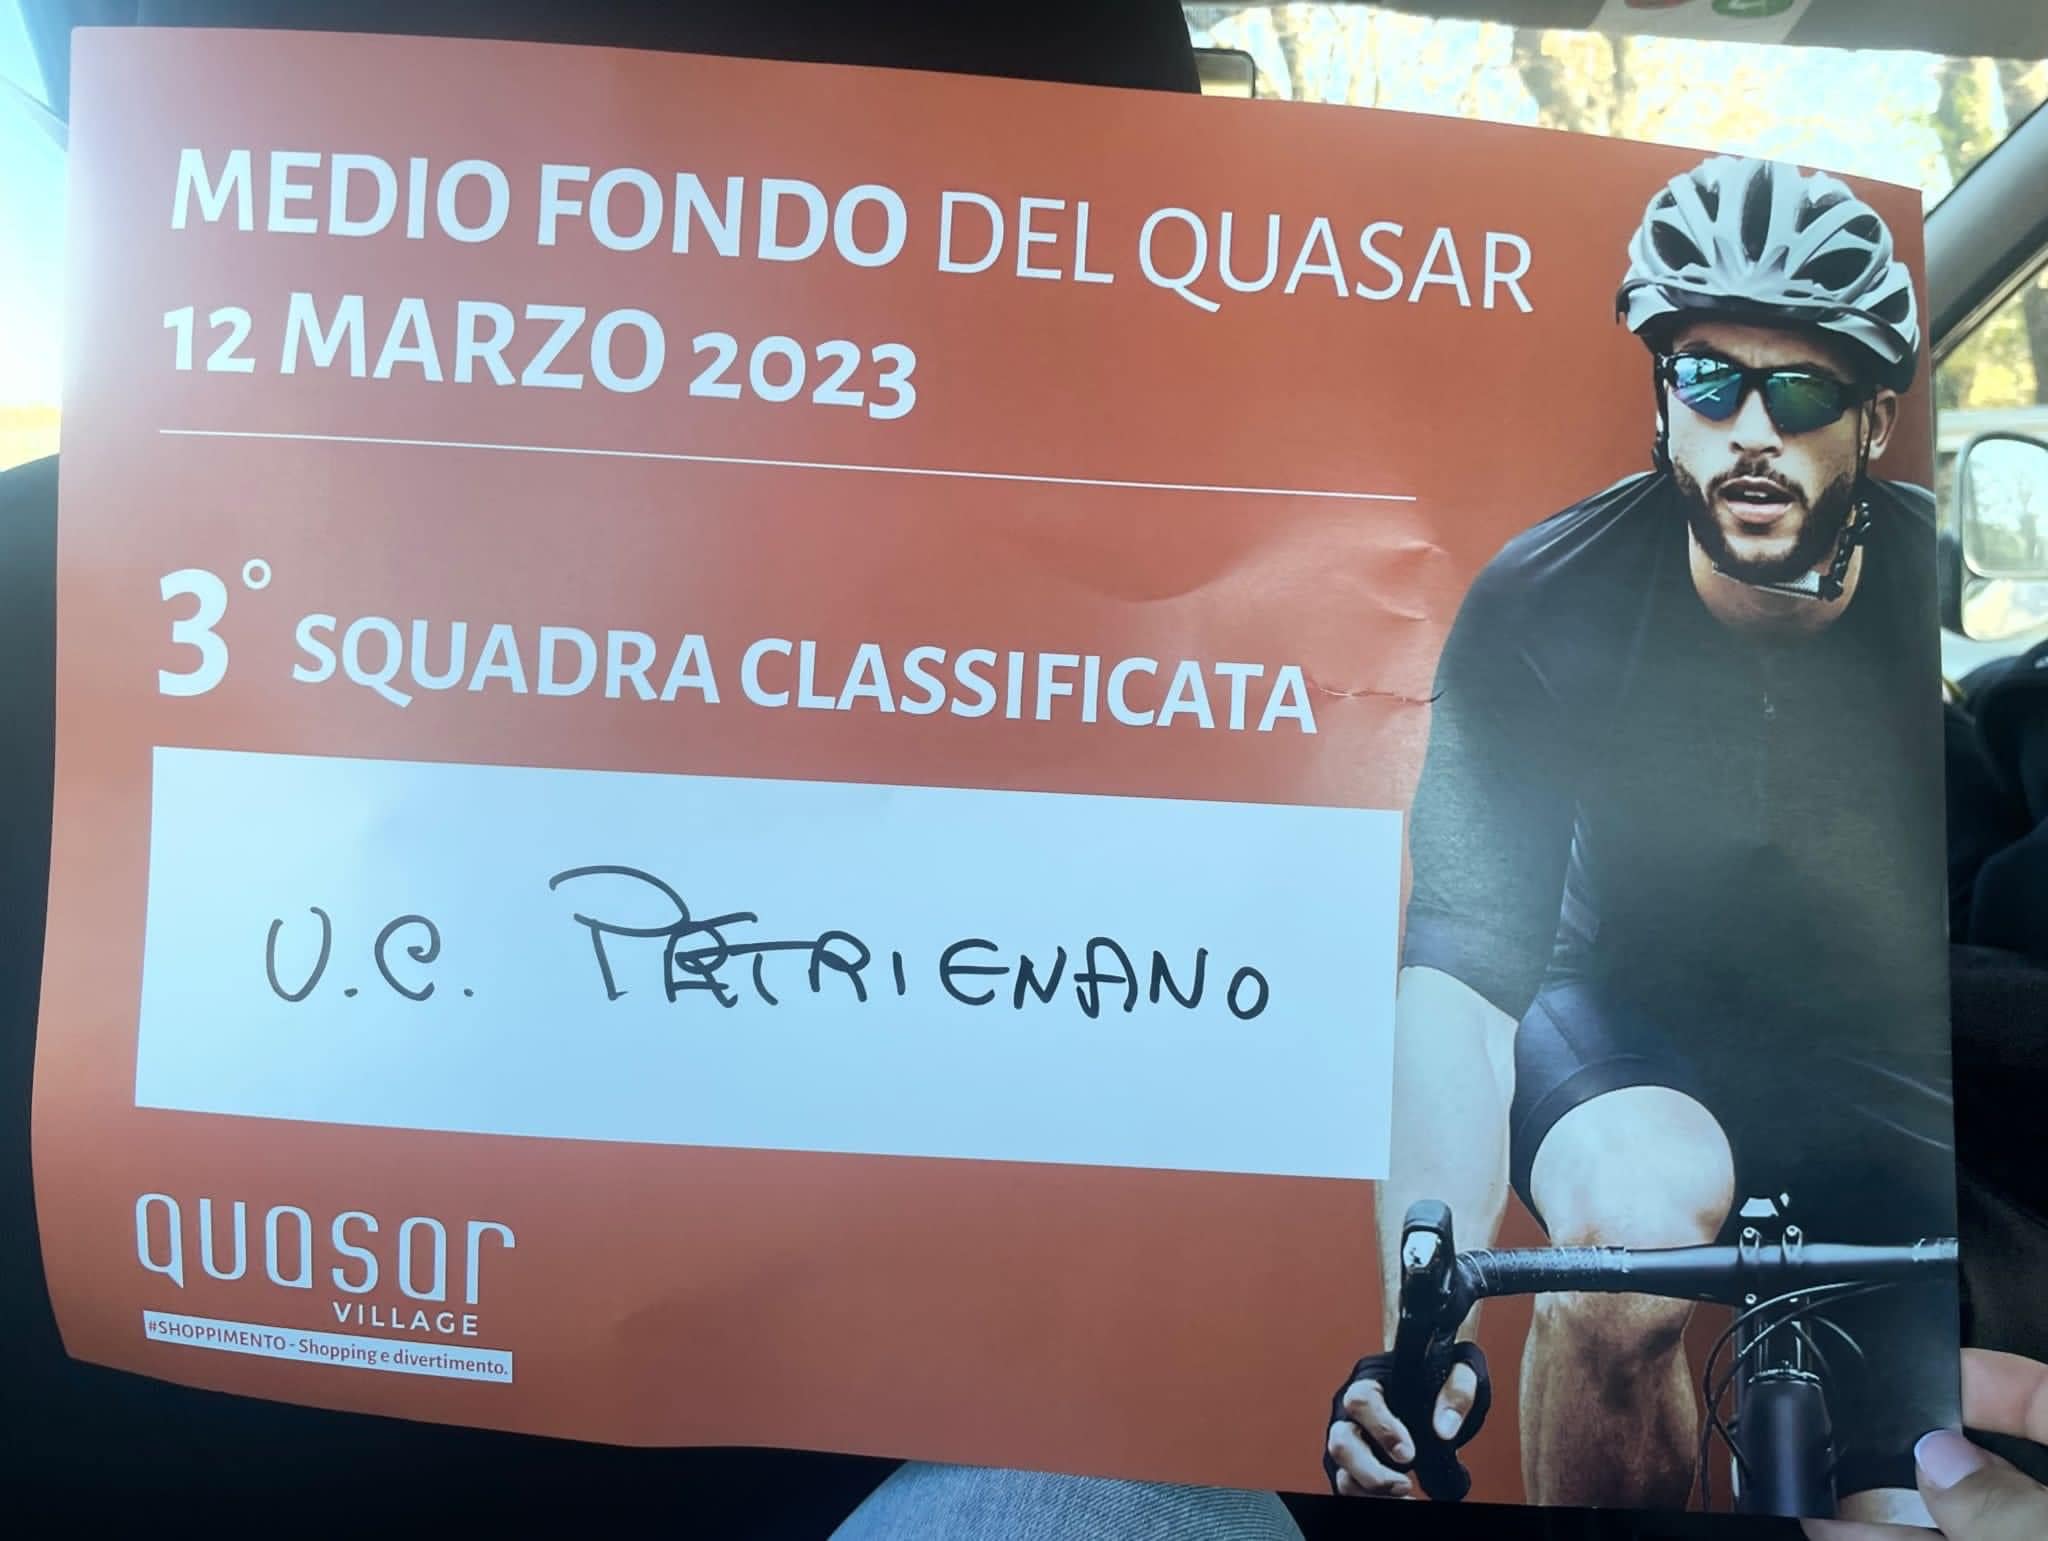 MEDIO FONDO DEL QUASAR
12 MARZO 2023
3° SQUADRA CLASSIFICATA
U.C. PETRIENANO
quasar
VILLAGE
#SHOPPIMENTO - Shopping e divertimento.